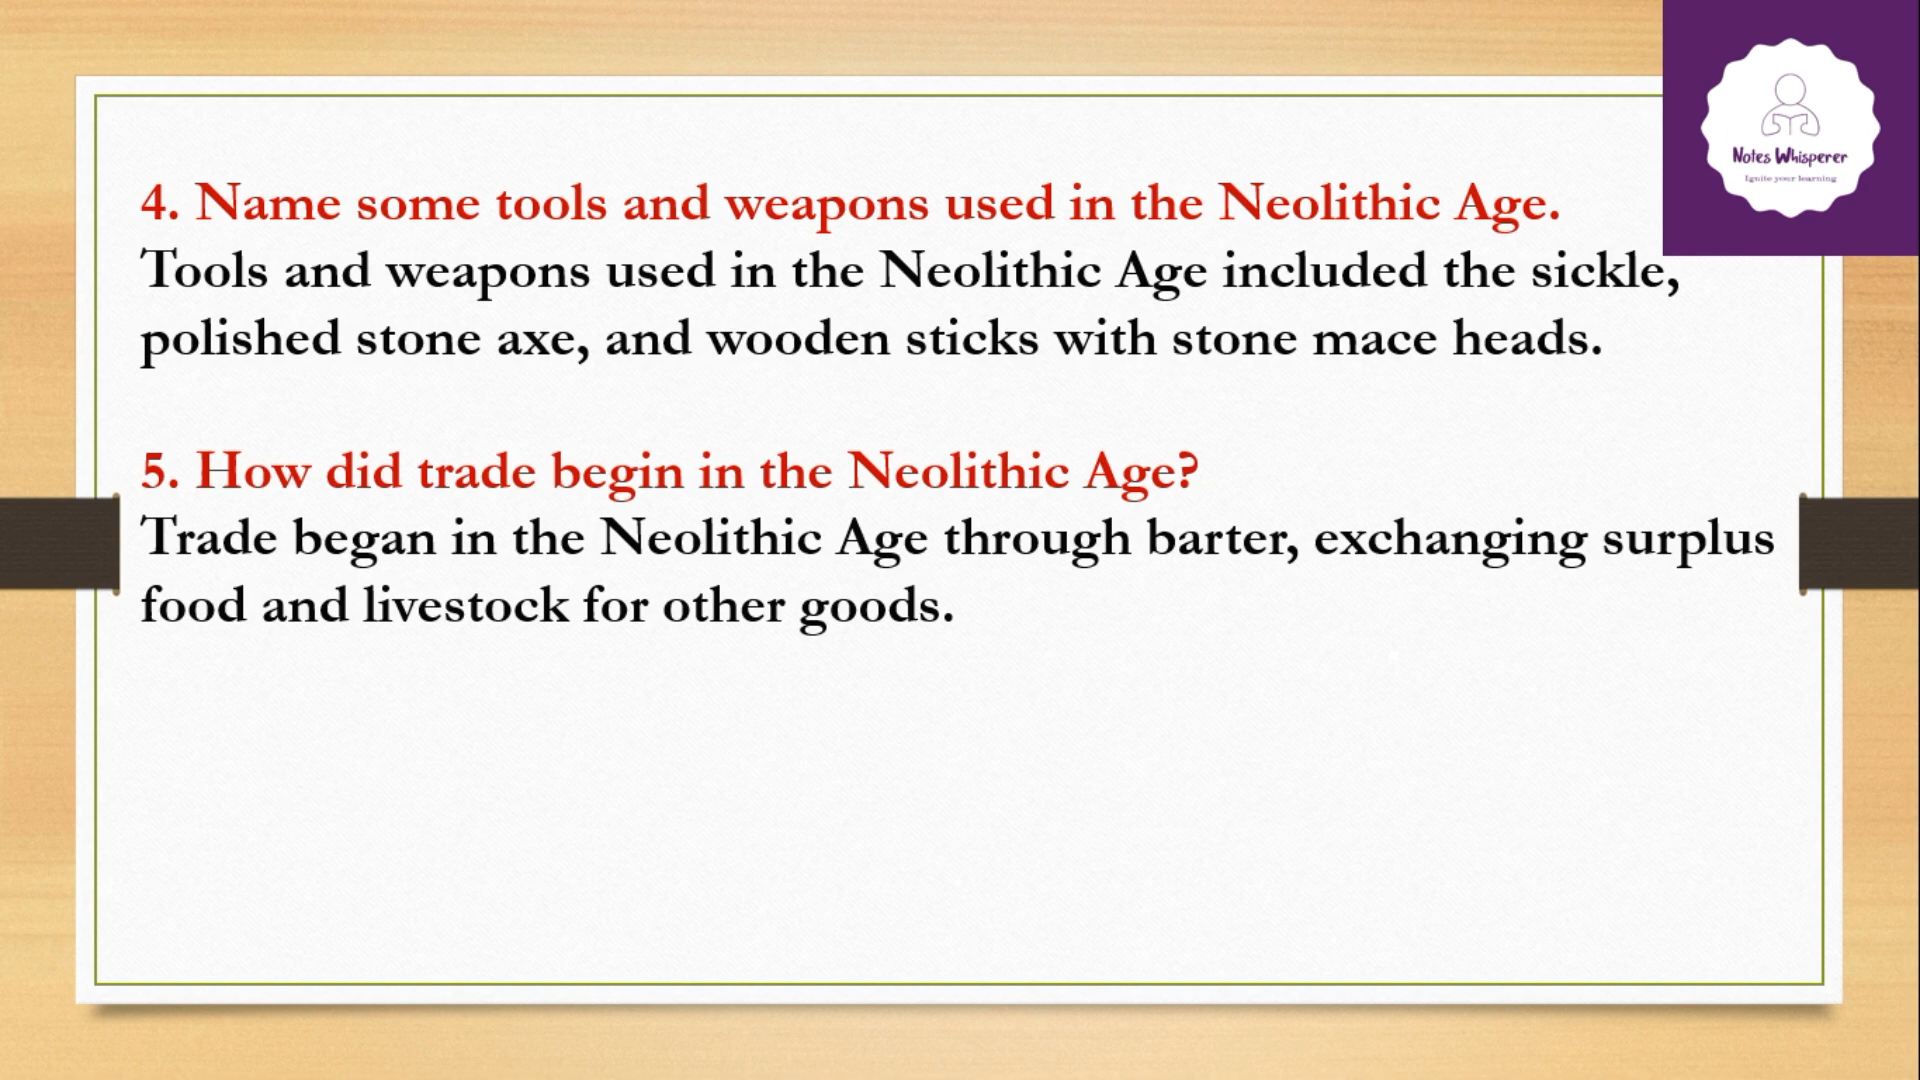 Notes Whisperer
Ignite your learning
4. Name some tools and weapons used in the Neolithic Age.
Tools and weapons used in the Neolithic Age included the sickle,
polished stone axe, and wooden sticks with stone mace heads.
5. How did trade begin in the Neolithic Age?
Trade began in the Neolithic Age through barter, exchanging surplus
food and livestock for other goods.